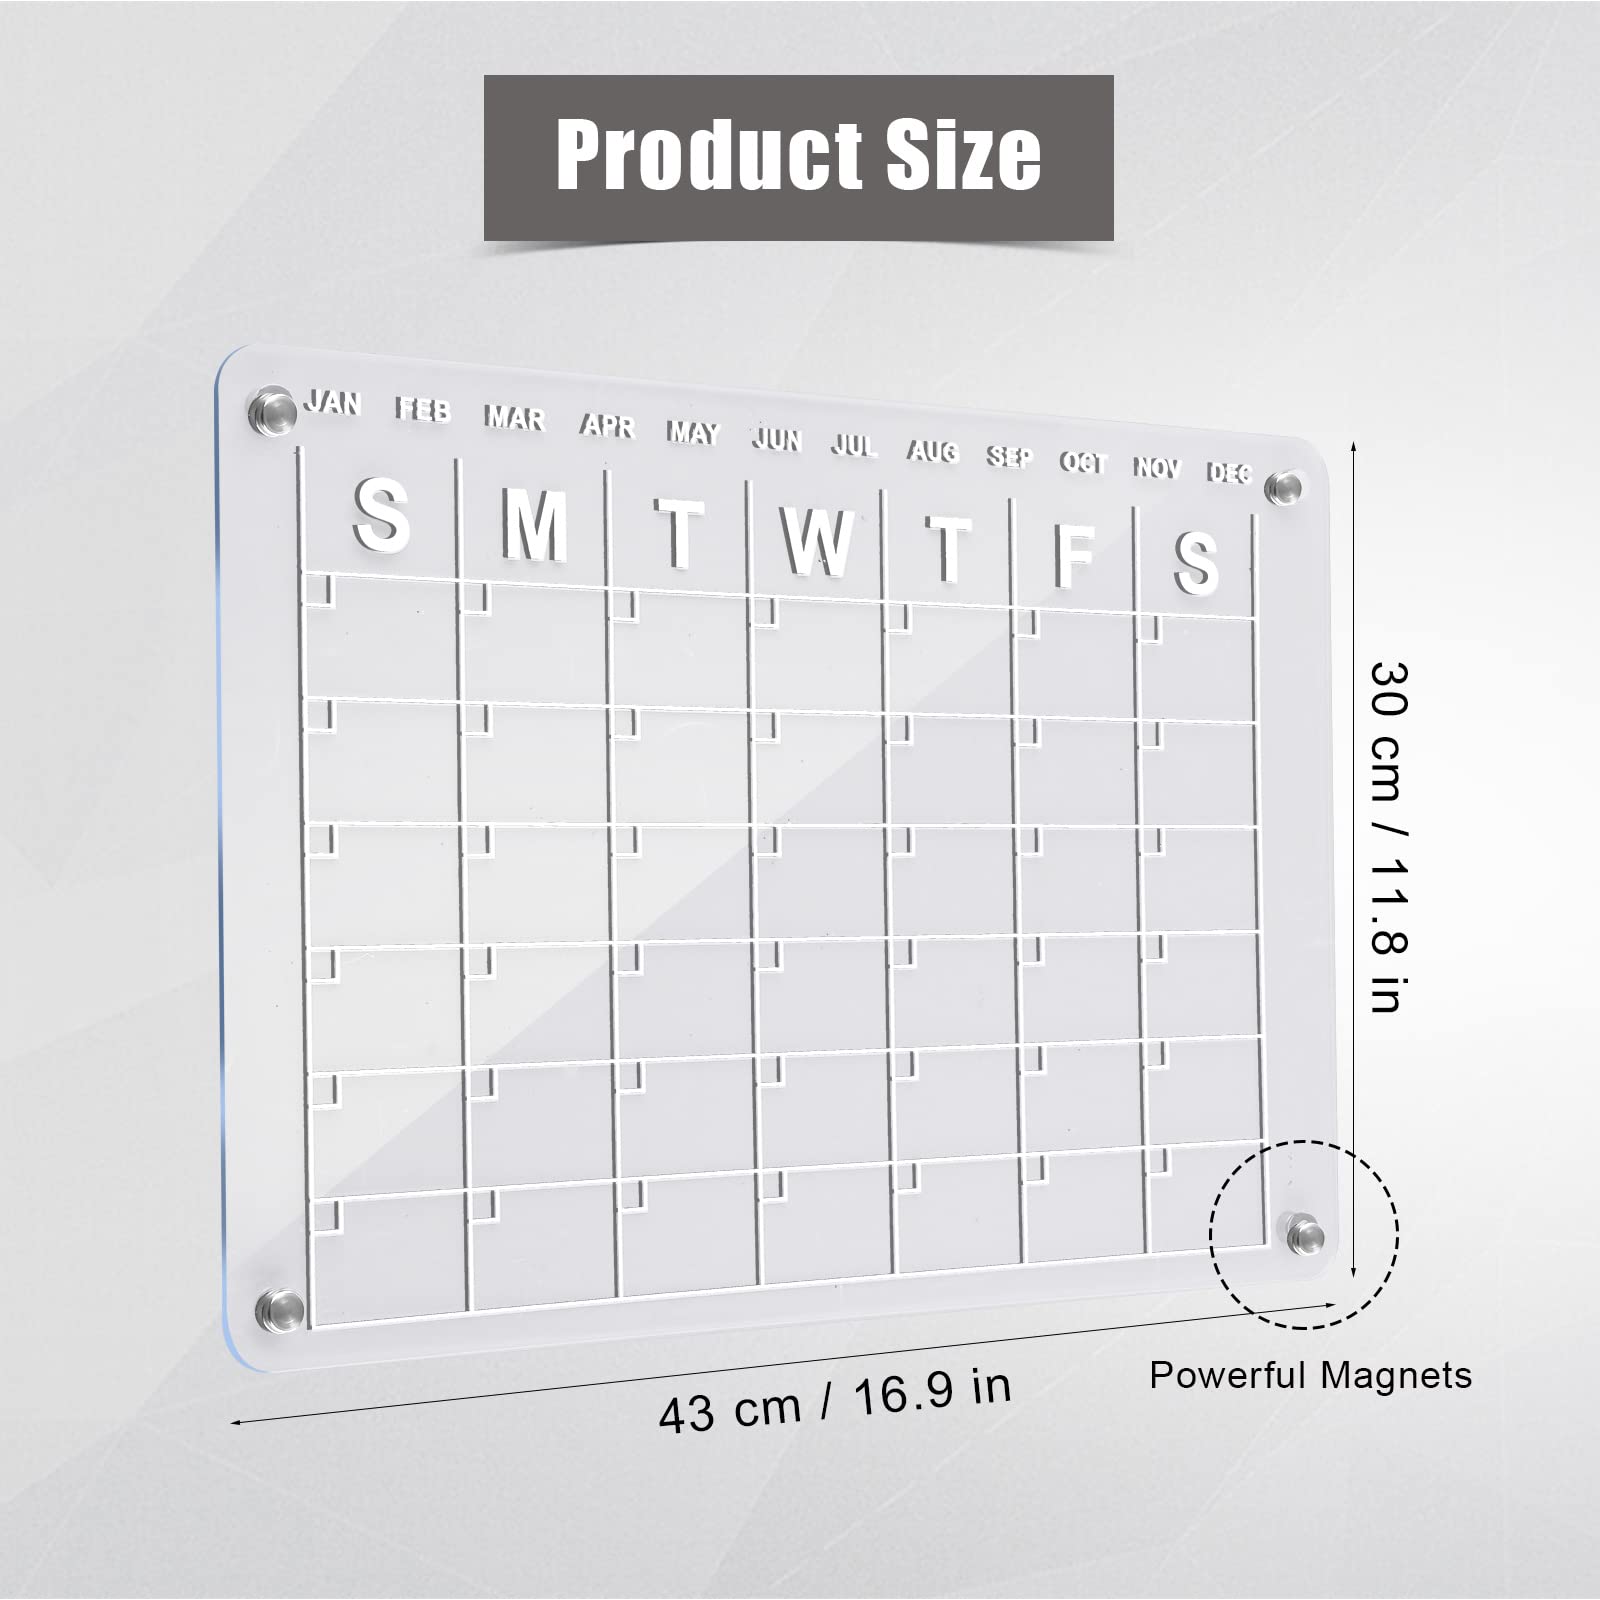 Product Size
JAN FEB MAR APR MAY JUN JUL AUG SEP OCT NOV DEC
S M T W T F S
30 cm / 11.8 in
43 cm / 16.9 in
Powerful Magnets